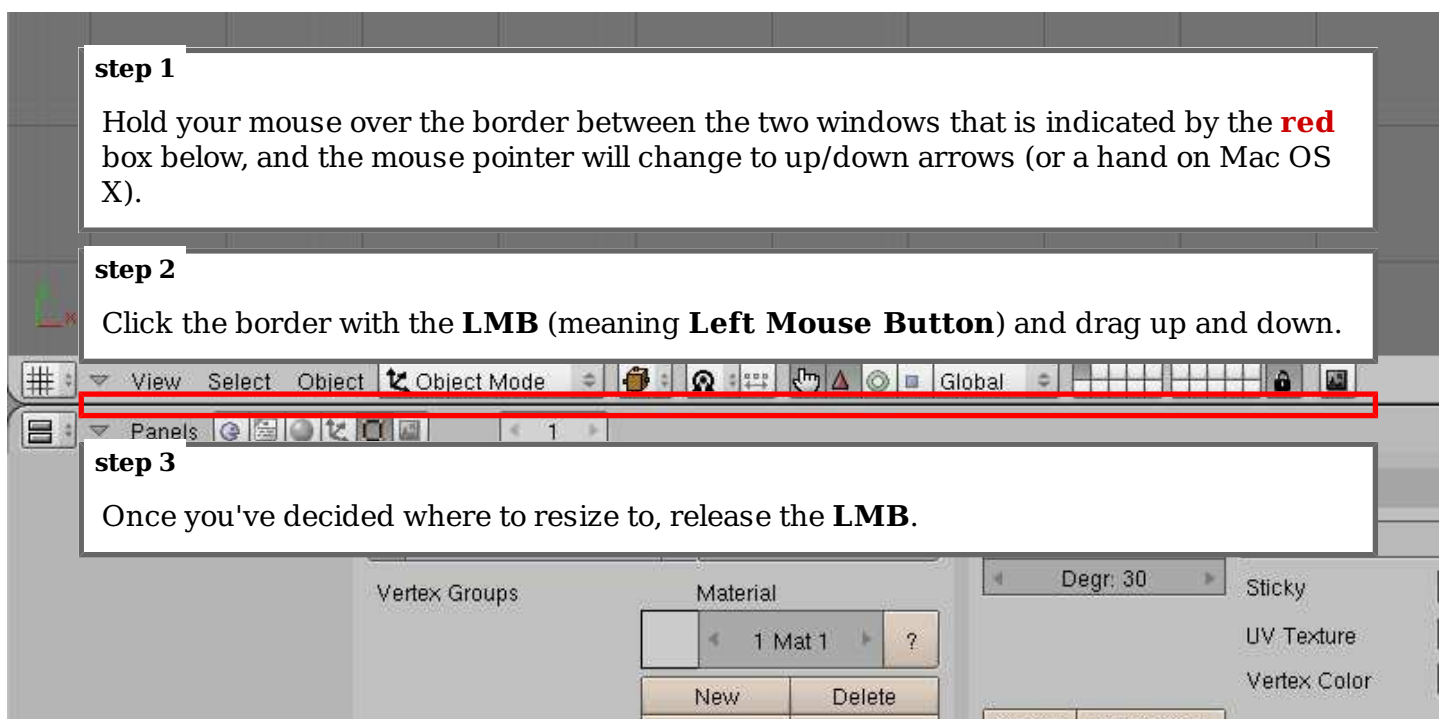 step 1
Hold your mouse over the border between the two windows that is indicated by the red
box below, and the mouse pointer will change to up/down arrows (or a hand on Mac OS
X).
step 2
Click the border with the LMB (meaning Left Mouse Button) and drag up and down.
View Select Object Object Mode Global
Panels 1
step 3
Once you've decided where to resize to, release the LMB.
Degr: 30
Vertex Groups Material Sticky
1 Mat 1 ? UV Texture
New Delete Vertex Color